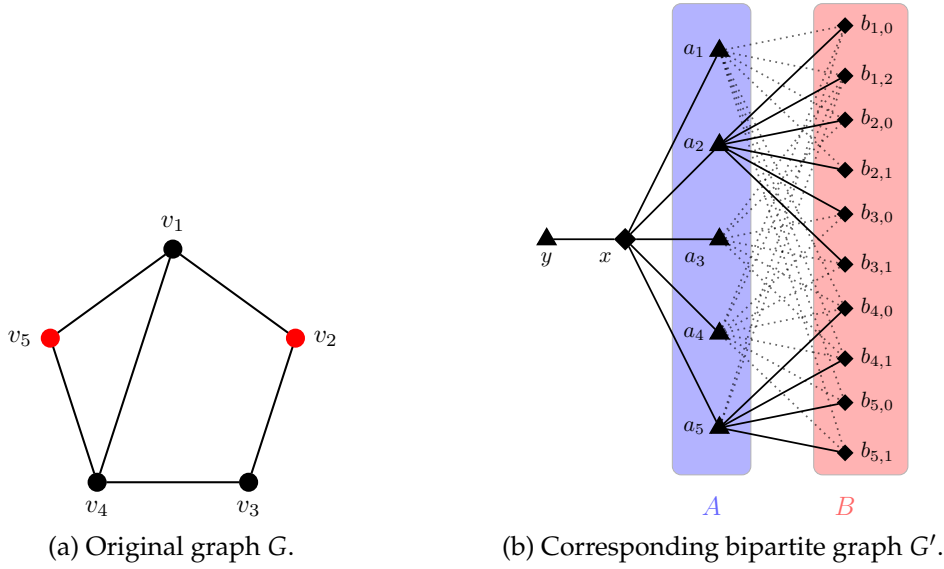 v₁
v₅
v₂
v₄
v₃
(a) Original graph G.
a₁
a₂
a₃
a₄
a₅
y
x
b₁,₀
b₁,₂
b₂,₀
b₂,₁
b₃,₀
b₃,₁
b₄,₀
b₄,₁
b₅,₀
b₅,₁
A
B
(b) Corresponding bipartite graph G′.